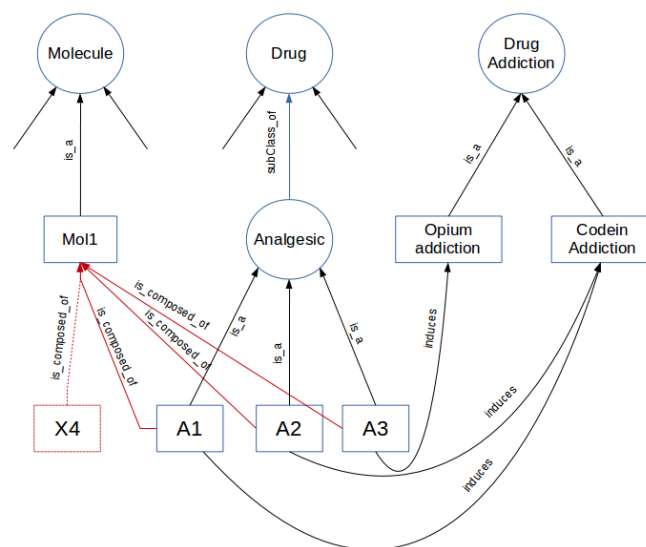 Molecule
Drug
Drug
Addiction
is_a
subClass_of
is_a
is_a
Mol1
Analgesic
Opium
addiction
Codein
Addiction
is_composed_of
is_composed_of
is_composed_of
is_composed_of
is_a
is_a
is_a
induces
X4
A1
A2
A3
induces
induces